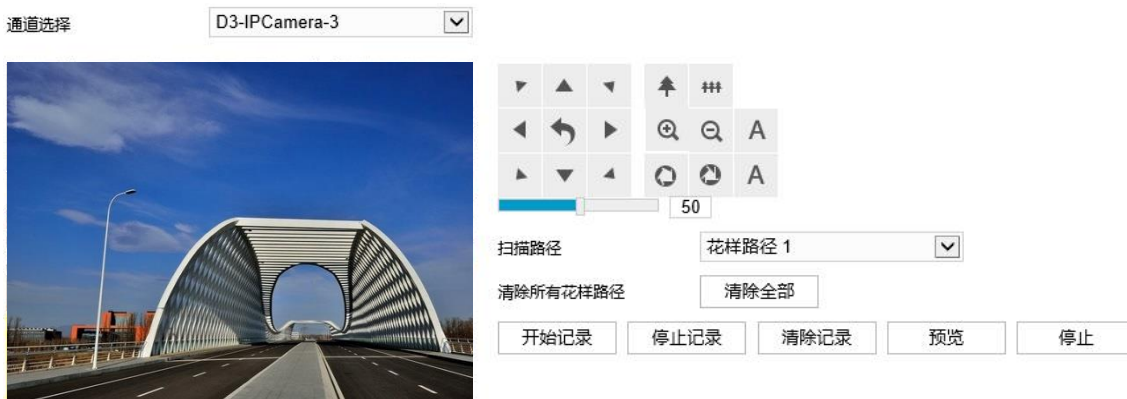 通道选择 D3-IPCamera-3
A
A
50
扫描路径 花样路径 1
清除所有花样路径 清除全部
开始记录 停止记录 清除记录 预览 停止